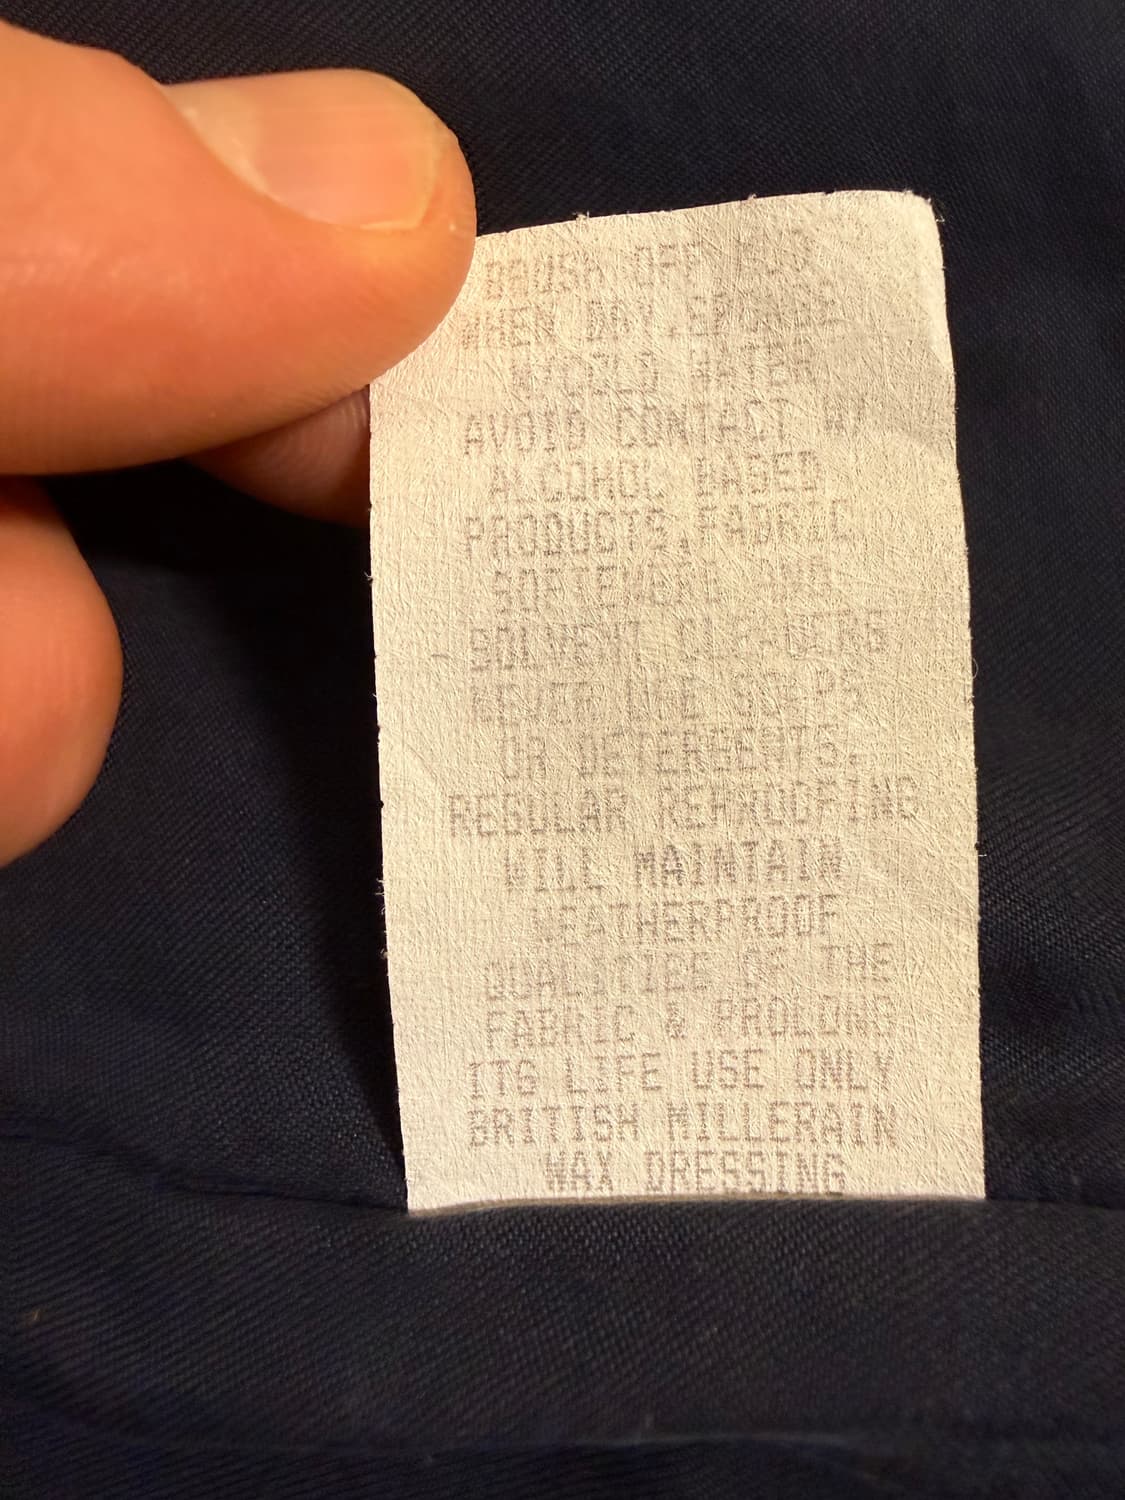 BRUSH OFF
WHEN DRY.SPONGE
W/COLD WATER
AVOID CONTACT W/
ALCOHOL BASED
PRODUCTS,FABRIC
SOFTENERS AND
SOLVENT CLEANING
NEVER USE SOAPS
OR DETERGENTS.
REGULAR REPROOFING
WILL MAINTAIN
WEATHERPROOF
QUALITIES OF THE
FABRIC & PROLONG
ITS LIFE USE ONLY
BRITISH MILLERAIN
WAX DRESSING